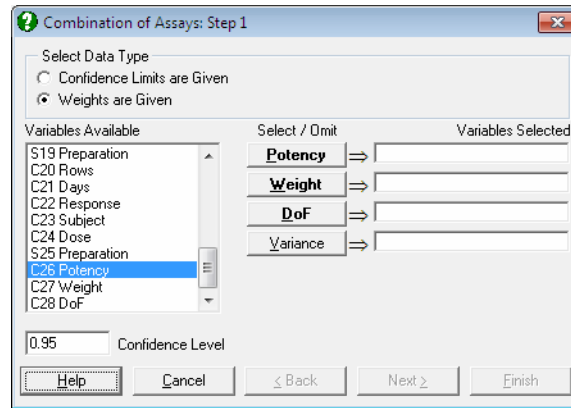 Combination of Assays: Step 1
Select Data Type
Confidence Limits are Given
Weights are Given
Variables Available
Select / Omit
Variables Selected
S19 Preparation
C20 Rows
C21 Days
C22 Response
C23 Subject
C24 Dose
S25 Preparation
C26 Potency
C27 Weight
C28 DoF
Potency
Weight
DoF
Variance
0.95 Confidence Level
Help Cancel < Back Next > Finish